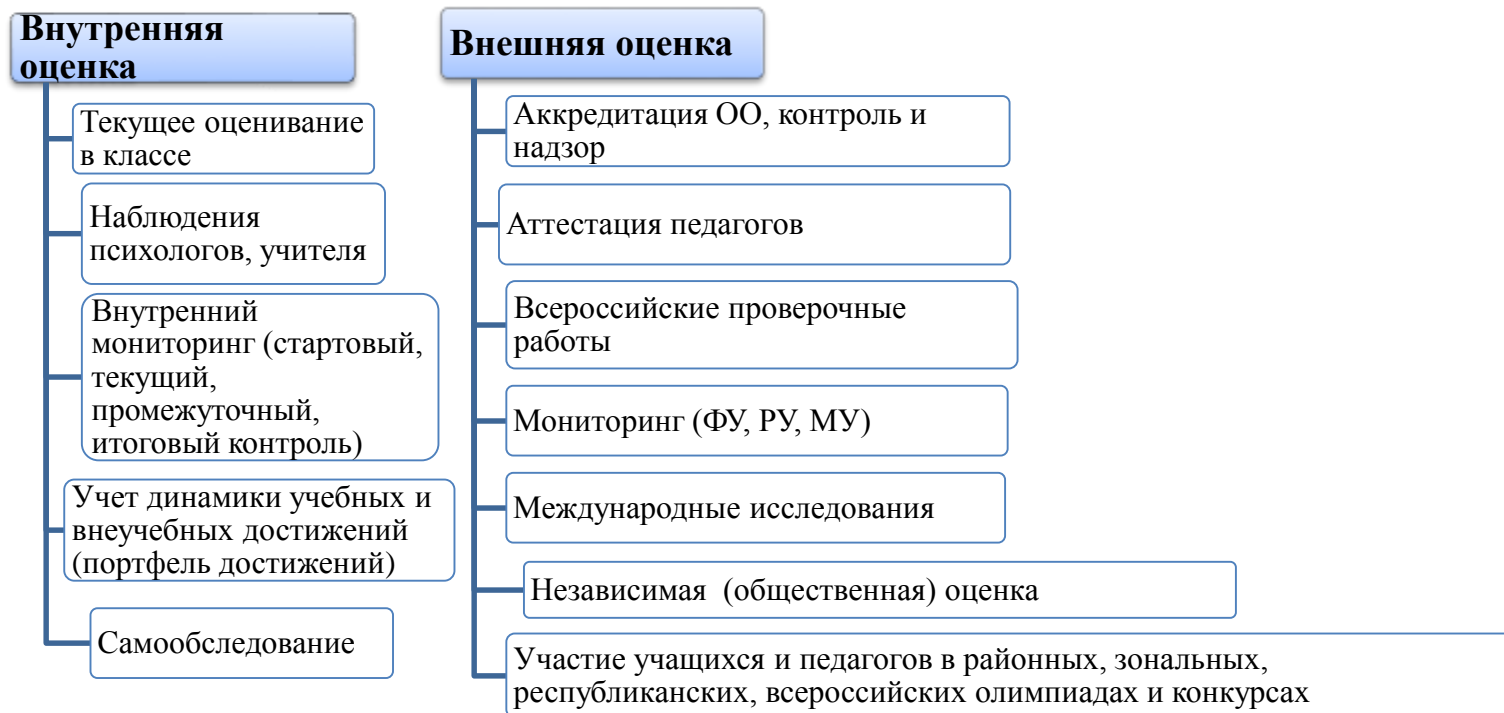 Внутренняя
оценка
Текущее оценивание
в классе
Наблюдения
психологов, учителя
Внутренний
мониторинг (стартовый,
текущий,
промежуточный,
итоговый контроль)
Учет динамики учебных и
внеучебных достижений
(портфель достижений)
Самообследование
Внешняя оценка
Аккредитация ОО, контроль и
надзор
Аттестация педагогов
Всероссийские проверочные
работы
Мониторинг (ФУ, РУ, МУ)
Международные исследования
Независимая (общественная) оценка
Участие учащихся и педагогов в районных, зональных,
республиканских, всероссийских олимпиадах и конкурсах